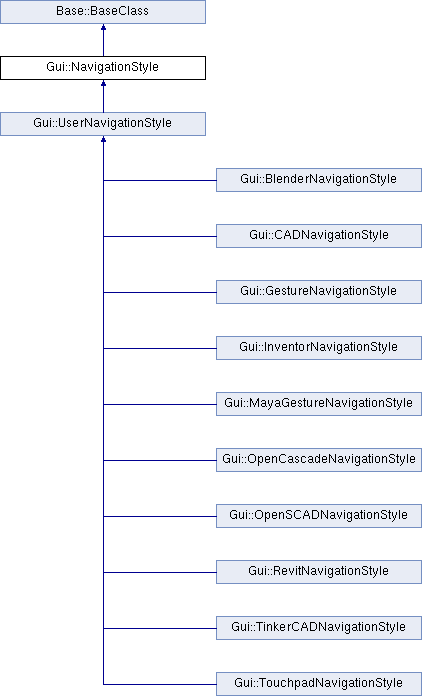 Base::BaseClass
Gui::NavigationStyle
Gui::UserNavigationStyle
Gui::BlenderNavigationStyle
Gui::CADNavigationStyle
Gui::GestureNavigationStyle
Gui::InventorNavigationStyle
Gui::MayaGestureNavigationStyle
Gui::OpenCascadeNavigationStyle
Gui::OpenSCADNavigationStyle
Gui::RevitNavigationStyle
Gui::TinkerCADNavigationStyle
Gui::TouchpadNavigationStyle